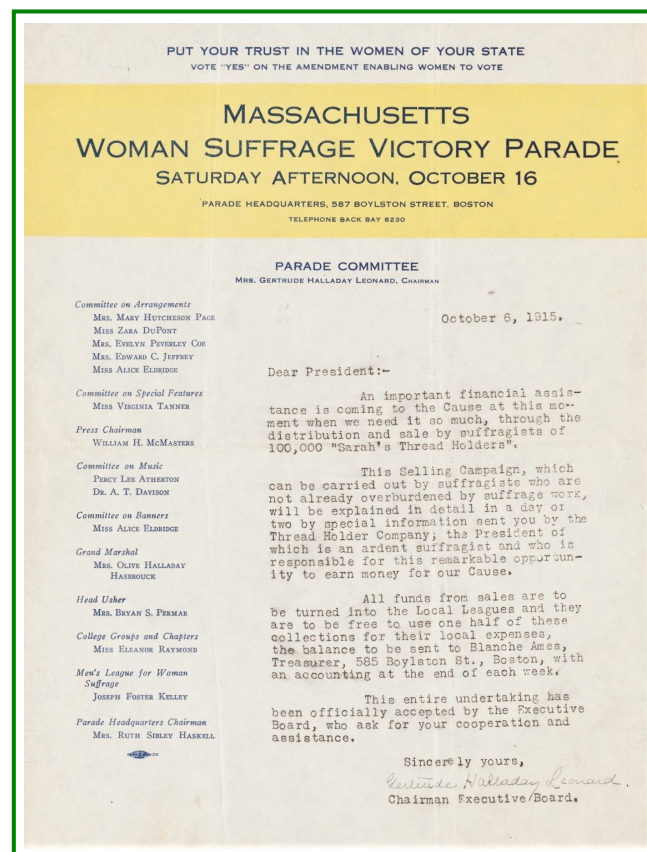 PUT YOUR TRUST IN THE WOMEN OF YOUR STATE
VOTE "YES" ON THE AMENDMENT ENABLING WOMEN TO VOTE
MASSACHUSETTS
WOMAN SUFFRAGE VICTORY PARADE
SATURDAY AFTERNOON, OCTOBER 16
PARADE HEADQUARTERS, 587 BOYLSTON STREET, BOSTON
TELEPHONE BACK BAY 8230
PARADE COMMITTEE
MRS. GERTRUDE HALLADAY LEONARD, CHAIRMAN
Committee on Arrangements
MRS. MARY HUTCHESON PAGE
MISS ZARA DUPONT
MRS. EVELYN PEVERLEY COE
MRS. EDWARD C. JEFFREY
MISS ALICE ELDRIDGE
Committee on Special Features
MISS VIRGINIA TANNER
Press Chairman
WILLIAM H. MCMASTERS
Committee on Music
PERCY LEE ATHERTON
DR. A. T. DAVISON
Committee on Banners
MISS ALICE ELDRIDGE
Grand Marshal
MRS. OLIVE HALLADAY
HASBROUCK
Head Usher
MRS. BRYAN S. PERMAR
College Groups and Chapters
MISS ELEANOR RAYMOND
Men's League for Woman
Suffrage
JOSEPH FOSTER KELLEY
Parade Headquarters Chairman
MRS. RUTH SIBLEY HASKELL
October 6, 1915.
Dear President:-
An important financial assis-
tance is coming to the Cause at this mo-
ment when we need it so much, through the
distribution and sale by suffragists of
100,000 "Sarah's Thread Holders".
This Selling Campaign, which
can be carried out by suffragists who are
not already overburdened by suffrage work,
will be explained in detail in a day or
two by special information sent you by the
Thread Holder Company; the President of
which is an ardent suffragist and who is
responsible for this remarkable opportun-
ity to earn money for our Cause.
All funds from sales are to
be turned into the Local Leagues and they
are to be free to use one half of these
collections for their local expenses,
the balance to be sent to Blanche Ames,
Treasurer, 585 Boylston St., Boston, with
an accounting at the end of each week.
This entire undertaking has
been officially accepted by the Executive
Board, who ask for your cooperation and
assistance.
Sincerely yours,
Gertrude Halladay Leonard.
Chairman Executive Board.